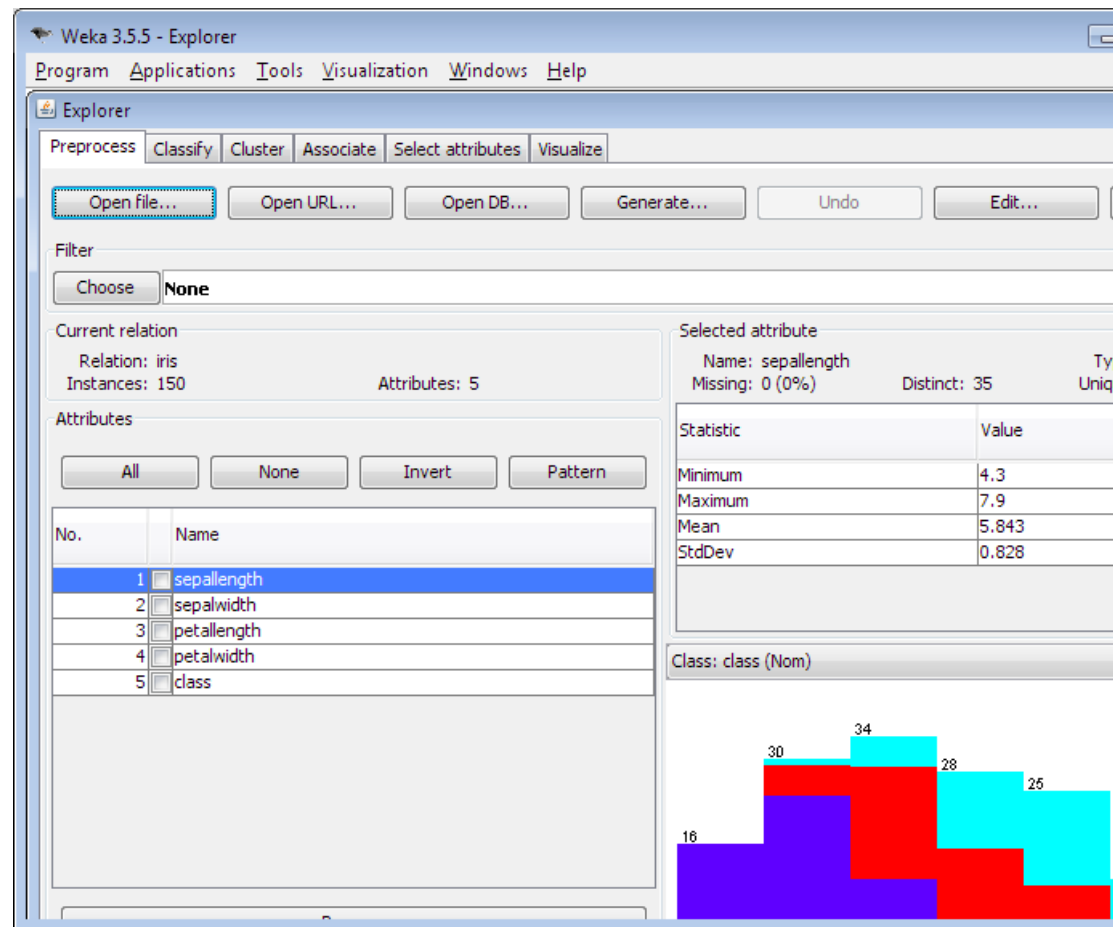 Weka 3.5.5 - Explorer
Program Applications Tools Visualization Windows Help
Explorer
Preprocess Classify Cluster Associate Select attributes Visualize
Open file... Open URL... Open DB... Generate... Undo Edit...
Filter
Choose None
Current relation
Relation: iris
Instances: 150 Attributes: 5
Attributes
All None Invert Pattern
No. Name
1 sepallength
2 sepalwidth
3 petallength
4 petalwidth
5 class
Selected attribute
Name: sepallength Ty
Missing: 0 (0%) Distinct: 35 Uniq
Statistic Value
Minimum 4.3
Maximum 7.9
Mean 5.843
StdDev 0.828
Class: class (Nom)
16 30 34 28 25